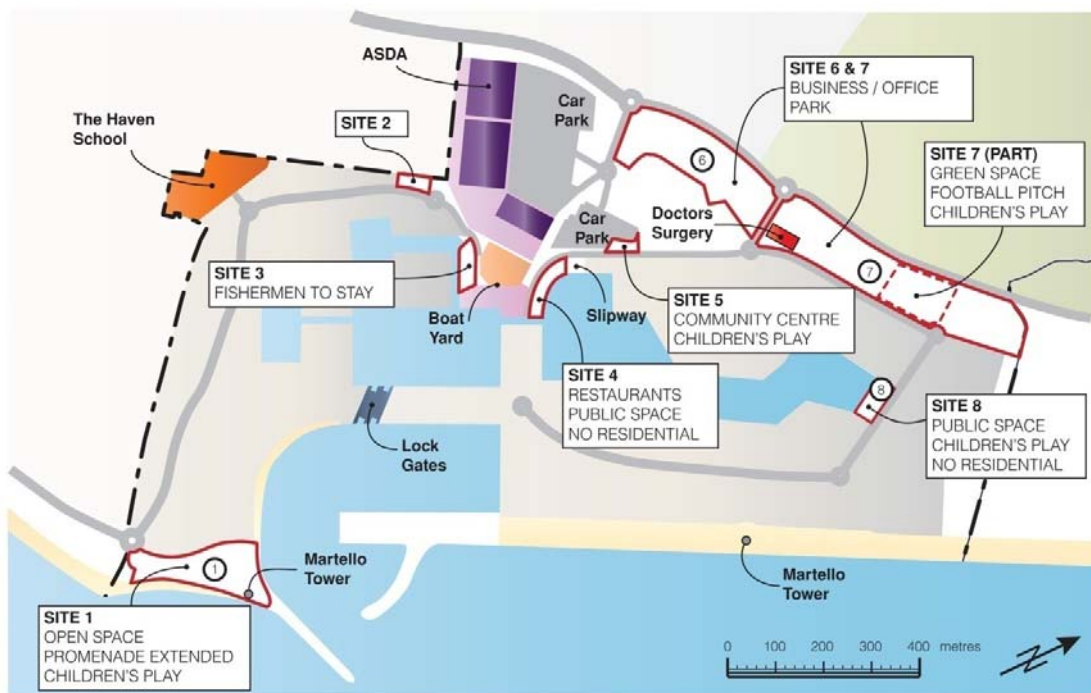 ASDA
The Haven
School
SITE 2
Car
Park
SITE 6 & 7
BUSINESS / OFFICE
PARK
6
SITE 7 (PART)
GREEN SPACE
FOOTBALL PITCH
CHILDREN'S PLAY
Car
Park
Doctors
Surgery
7
SITE 3
FISHERMEN TO STAY
Boat
Yard
Slipway
SITE 5
COMMUNITY CENTRE
CHILDREN'S PLAY
SITE 4
RESTAURANTS
PUBLIC SPACE
NO RESIDENTIAL
8
SITE 8
PUBLIC SPACE
CHILDREN'S PLAY
NO RESIDENTIAL
Lock
Gates
1
Martello
Tower
Martello
Tower
SITE 1
OPEN SPACE
PROMENADE EXTENDED
CHILDREN'S PLAY
0 100 200 300 400 metres
N